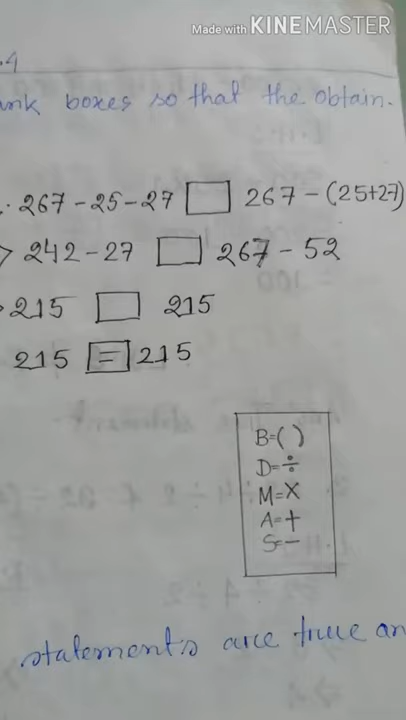 Made with KINEMASTER
.4
boxes so that the obtain.
267 - 25 - 27 □ 267 - (25+27)
242 - 27 □ 267 - 52
215 □ 215
215 = 215
B=( )
D=÷
M=×
A=+
S=-
statements are true an